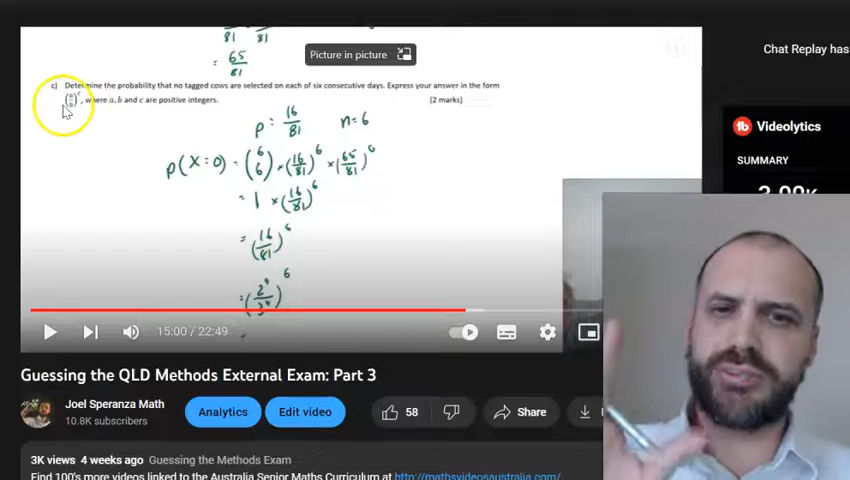 = 65/81
Picture in picture
Chat Replay has
c) Determine the probability that no tagged cows are selected on each of six consecutive days. Express your answer in the form
(a/b)^c, where a, b and c are positive integers. (2 marks)
p = 16/81 n=6
P(X=0) = (6 6) × (16/81)^6 × (65/81)^0
= 1 × (16/81)^6
= (16/81)^6
= (2^4/3^4)^6
Videolytics
SUMMARY
15:00 / 22:49
Guessing the QLD Methods External Exam: Part 3
Joel Speranza Math
10.8K subscribers
Analytics
Edit video
58
Share
3K views 4 weeks ago Guessing the Methods Exam
Find 100's more videos linked to the Australia Senior Maths Curriculum at http://mathsvideosaustralia.com/